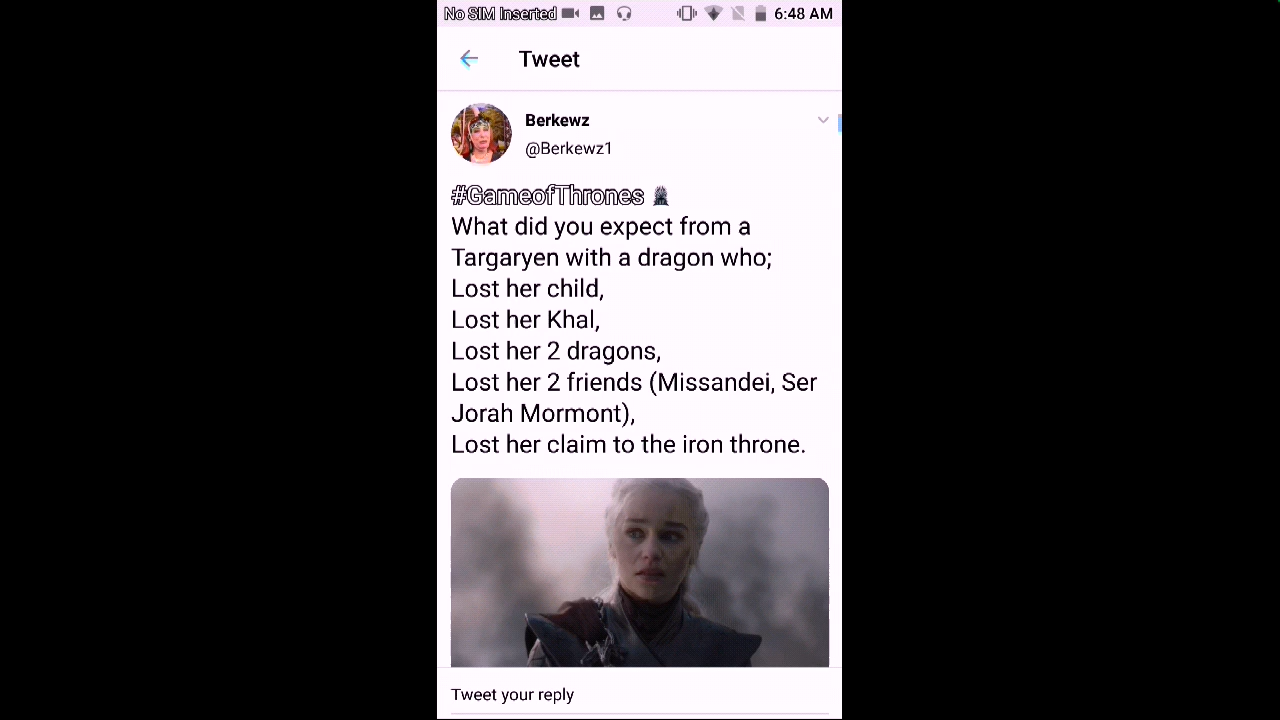 No SIM Inserted 6:48 AM
Tweet
Berkewz
@Berkewz1
#GameofThrones
What did you expect from a
Targaryen with a dragon who;
Lost her child,
Lost her Khal,
Lost her 2 dragons,
Lost her 2 friends (Missandei, Ser
Jorah Mormont),
Lost her claim to the iron throne.
Tweet your reply